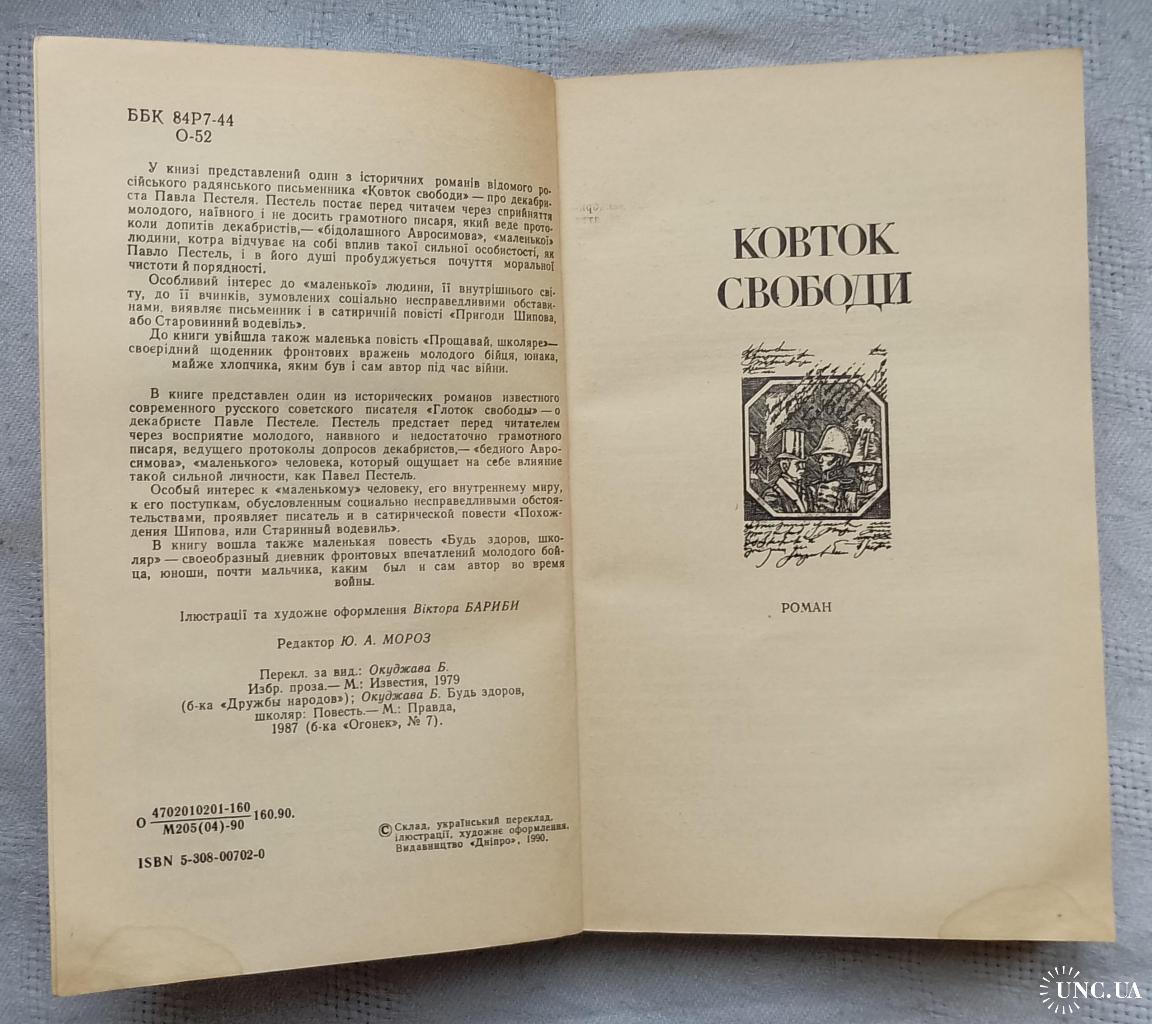 ББК 84Р7-44
О-52
У книзі представлений один з історичних романів відомого ро-
сійського радянського письменника «Ковток свободи» — про декабри-
ста Павла Пестеля. Пестель постає перед читачем через сприйняття
молодого, наївного і не досить грамотного писаря, який веде прото-
коли допитів декабристів,— «бідолашного Авросимова», «маленької»
людини, котра відчуває на собі вплив такої сильної особистості, як
Павло Пестель, і в його душі пробуджується почуття моральної
чистоти й порядності.
Особливий інтерес до «маленької» людини, її внутрішнього сві-
ту, до її вчинків, зумовлених соціально несправедливими обстави-
нами, виявляє письменник і в сатиричній повісті «Пригоди Шипова,
або Старовинний водевіль».
До книги увійшла також маленька повість «Прощавай, школяре»—
своєрідний щоденник фронтових вражень молодого бійця, юнака,
майже хлопчика, яким був і сам автор під час війни.
В книге представлен один из исторических романов известного
современного русского советского писателя «Глоток свободы» — о
декабристе Павле Пестеле. Пестель предстает перед читателем
через восприятие молодого, наивного и недостаточно грамотного
писаря, ведущего протоколы допросов декабристов,— «бедного Авро-
симова», «маленького» человека, который ощущает на себе влияние
такой сильной личности, как Павел Пестель.
Особый интерес к «маленькому» человеку, его внутреннему миру,
к его поступкам, обусловленным социально несправедливыми обстоя-
тельствами, проявляет писатель и в сатирической повести «Похож-
дения Шипова, или Старинный водевиль».
В книгу вошла также маленькая повесть «Будь здоров, шко-
ляр» — своеобразный дневник фронтовых впечатлений молодого бой-
ца, юноши, почти мальчика, каким был и сам автор во время
войны.
Ілюстрації та художнє оформлення Віктора БАРИБИ
Редактор Ю. А. МОРОЗ
Перекл. за вид.: Окуджава Б.
Избр. проза.— М.: Известия, 1979
(б-ка «Дружбы народов»); Окуджава Б. Будь здоров,
школяр: Повесть.— М.: Правда,
1987 (б-ка «Огонек», № 7).
О 4702010201-160 160.90.
М205(04)-90
ISBN 5-308-00702-0
© Склад, український переклад,
ілюстрації, художнє оформлення.
Видавництво «Дніпро», 1990.
КОВТОК
СВОБОДИ
РОМАН
UNC.UA